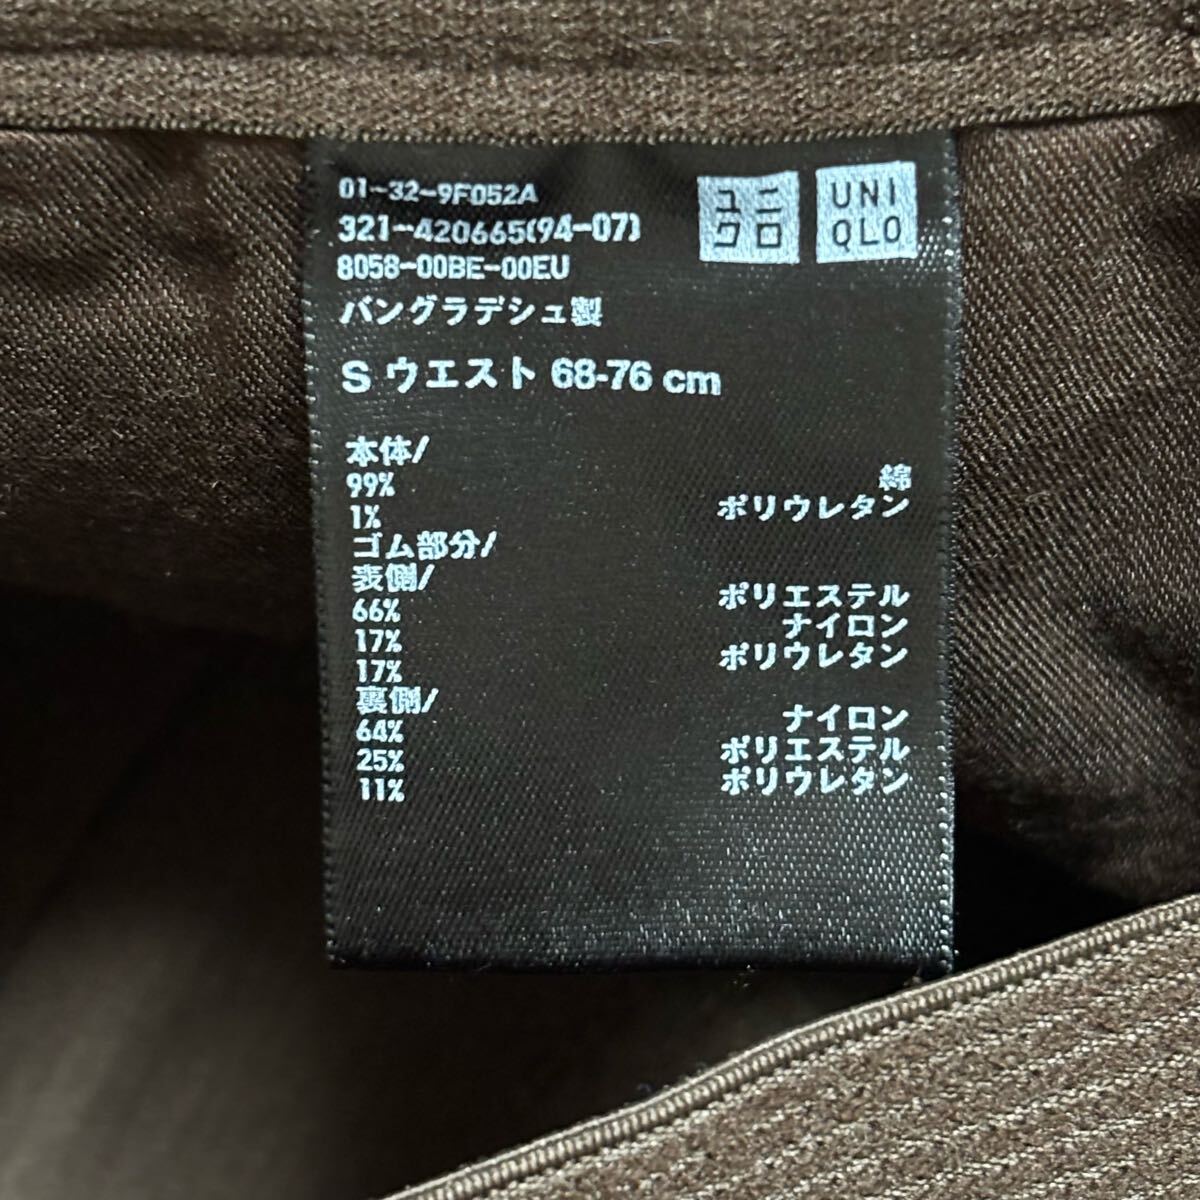 01-32-9F052A
321-420665(94-07)
8058-00BE-00EU
バングラデシュ製
ユニ
クロ
UNI
QLO
S ウエスト 68-76 cm
本体/
99% 綿
1% ポリウレタン
ゴム部分/
表側/
66% ポリエステル
17% ナイロン
17% ポリウレタン
裏側/
64% ナイロン
25% ポリエステル
11% ポリウレタン